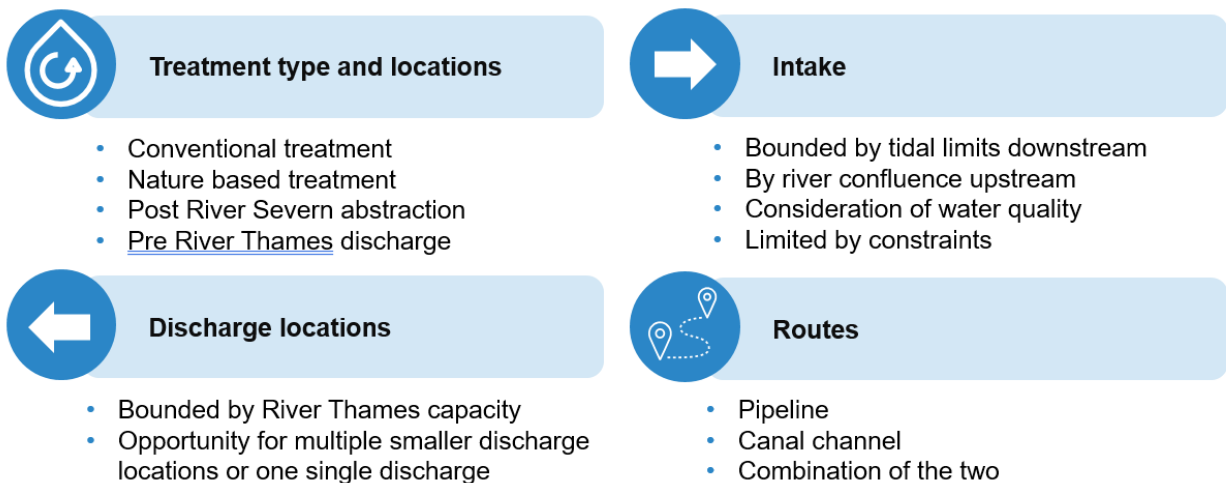 Treatment type and locations
• Conventional treatment
• Nature based treatment
• Post River Severn abstraction
• Pre River Thames discharge
Intake
• Bounded by tidal limits downstream
• By river confluence upstream
• Consideration of water quality
• Limited by constraints
Discharge locations
• Bounded by River Thames capacity
• Opportunity for multiple smaller discharge
locations or one single discharge
Routes
• Pipeline
• Canal channel
• Combination of the two